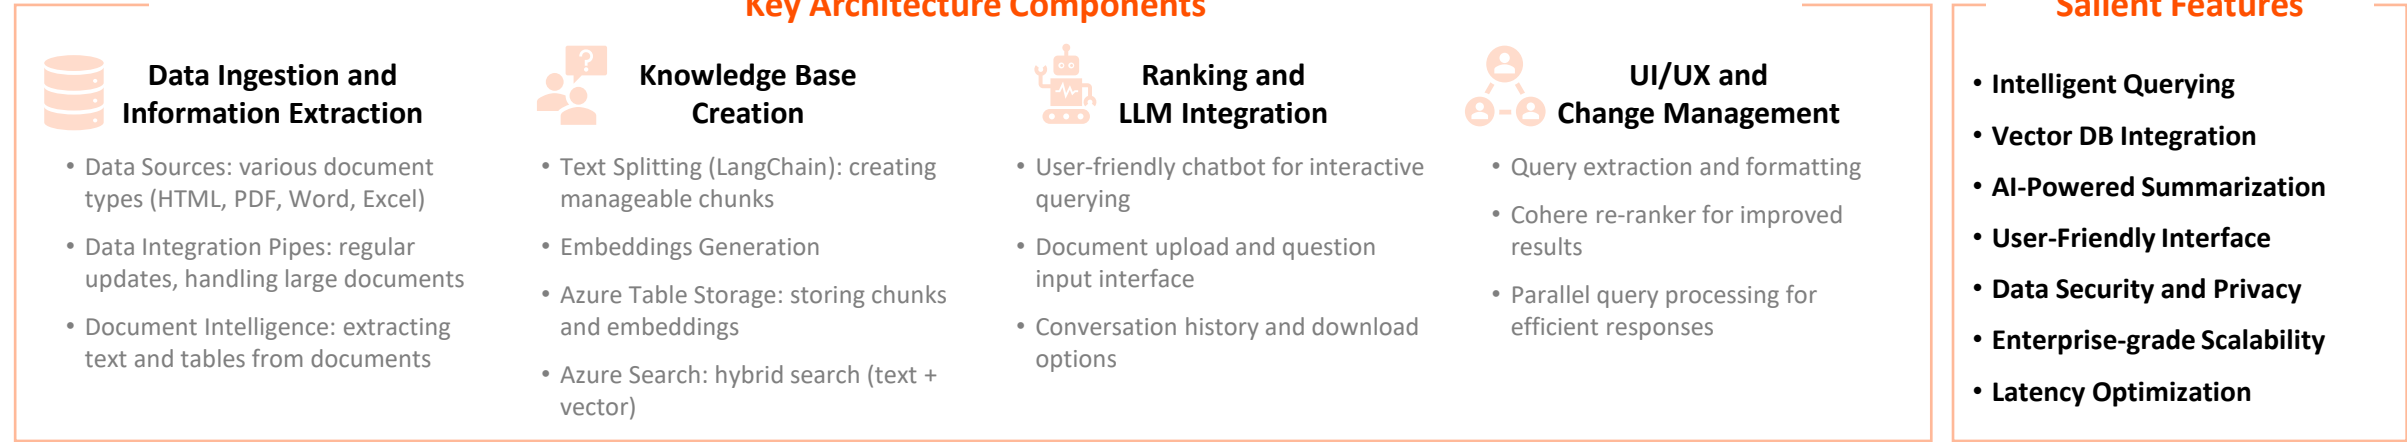 Key Architecture Components
Data Ingestion and
Information Extraction
• Data Sources: various document
types (HTML, PDF, Word, Excel)
• Data Integration Pipes: regular
updates, handling large documents
• Document Intelligence: extracting
text and tables from documents
?
Knowledge Base
Creation
• Text Splitting (LangChain): creating
manageable chunks
• Embeddings Generation
• Azure Table Storage: storing chunks
and embeddings
• Azure Search: hybrid search (text +
vector)
Ranking and
LLM Integration
• User-friendly chatbot for interactive
querying
• Document upload and question
input interface
• Conversation history and download
options
UI/UX and
Change Management
• Query extraction and formatting
• Cohere re-ranker for improved
results
• Parallel query processing for
efficient responses
Salient Features
• Intelligent Querying
• Vector DB Integration
• AI-Powered Summarization
• User-Friendly Interface
• Data Security and Privacy
• Enterprise-grade Scalability
• Latency Optimization